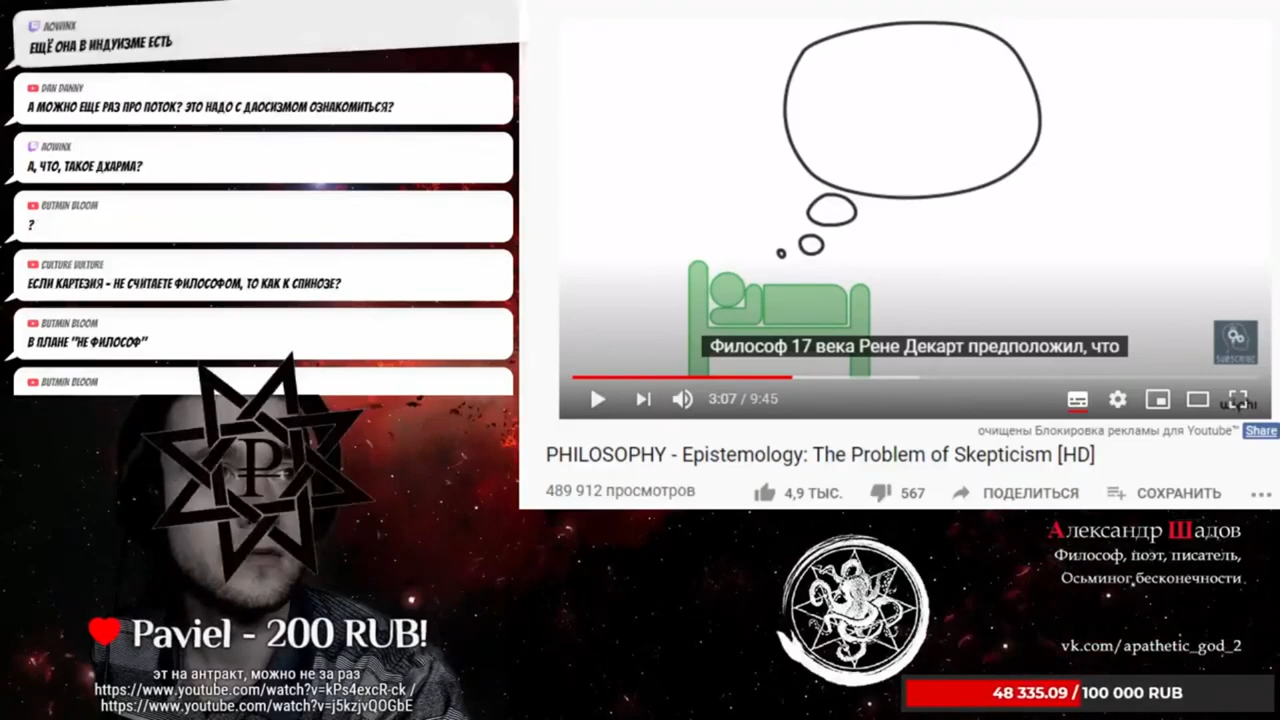 AOWINX
ЕЩЁ ОНА В ИНДУИЗМЕ ЕСТЬ
DAN DANNY
А МОЖНО ЕЩЕ РАЗ ПРО ПОТОК? ЭТО НАДО С ДАОСИЗМОМ ОЗНАКОМИТЬСЯ?
AOWINX
А, ЧТО, ТАКОЕ ДХАРМА?
BUTMIN BLOOM
?
CULTURE VULTURE
ЕСЛИ КАРТЕЗИЯ - НЕ СЧИТАЕТЕ ФИЛОСОФОМ, ТО КАК К СПИНОЗЕ?
BUTMIN BLOOM
В ПЛАНЕ "НЕ ФИЛОСОФ"
BUTMIN BLOOM
Философ 17 века Рене Декарт предположил, что
SUBSCRIBE
3:07 / 9:45
очищены Блокировка рекламы для Youtube™ Share
PHILOSOPHY - Epistemology: The Problem of Skepticism [HD]
489 912 просмотров
4,9 ТЫС.
567
ПОДЕЛИТЬСЯ
СОХРАНИТЬ
Александр Шадов
Философ, поэт, писатель,
Осьминог бесконечности
vk.com/apathetic_god_2
48 335.09 / 100 000 RUB
Paviel - 200 RUB!
эт на антракт, можно не за раз
https://www.youtube.com/watch?v=kPs4excR-ck /
https://www.youtube.com/watch?v=j5kzjvQOGbE